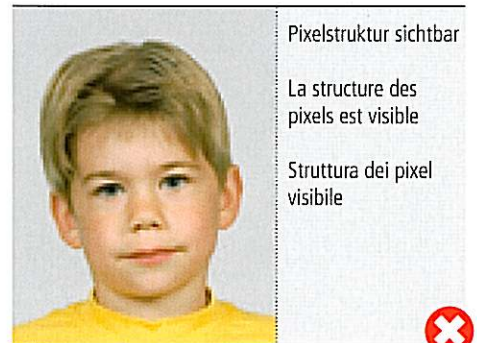 Pixelstruktur sichtbar
La structure des
pixels est visible
Struttura dei pixel
visibile